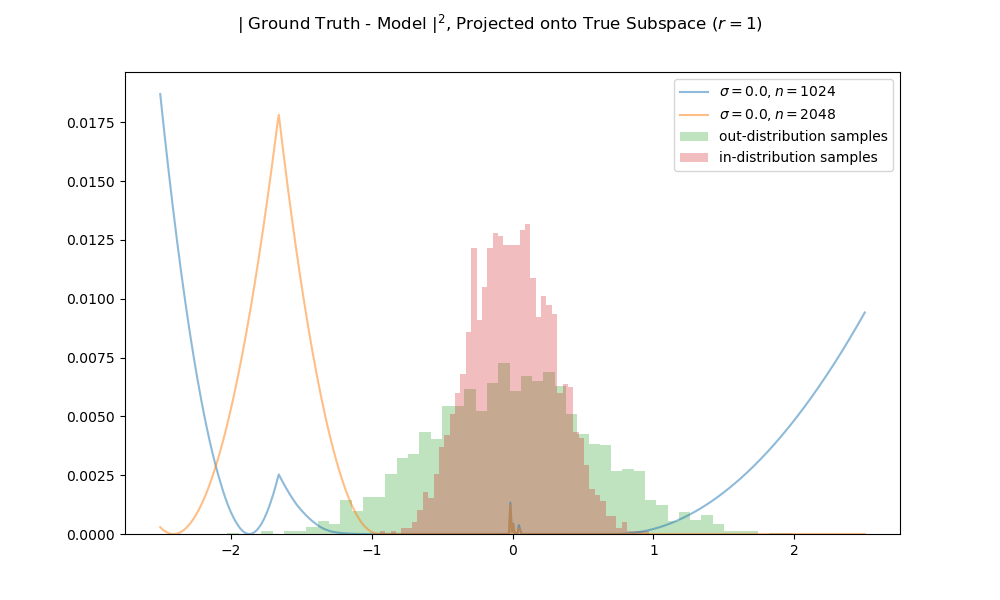 | Ground Truth - Model |², Projected onto True Subspace (r = 1)
σ = 0.0, n = 1024
σ = 0.0, n = 2048
out-distribution samples
in-distribution samples
0.0175
0.0150
0.0125
0.0100
0.0075
0.0050
0.0025
0.0000
−2 −1 0 1 2